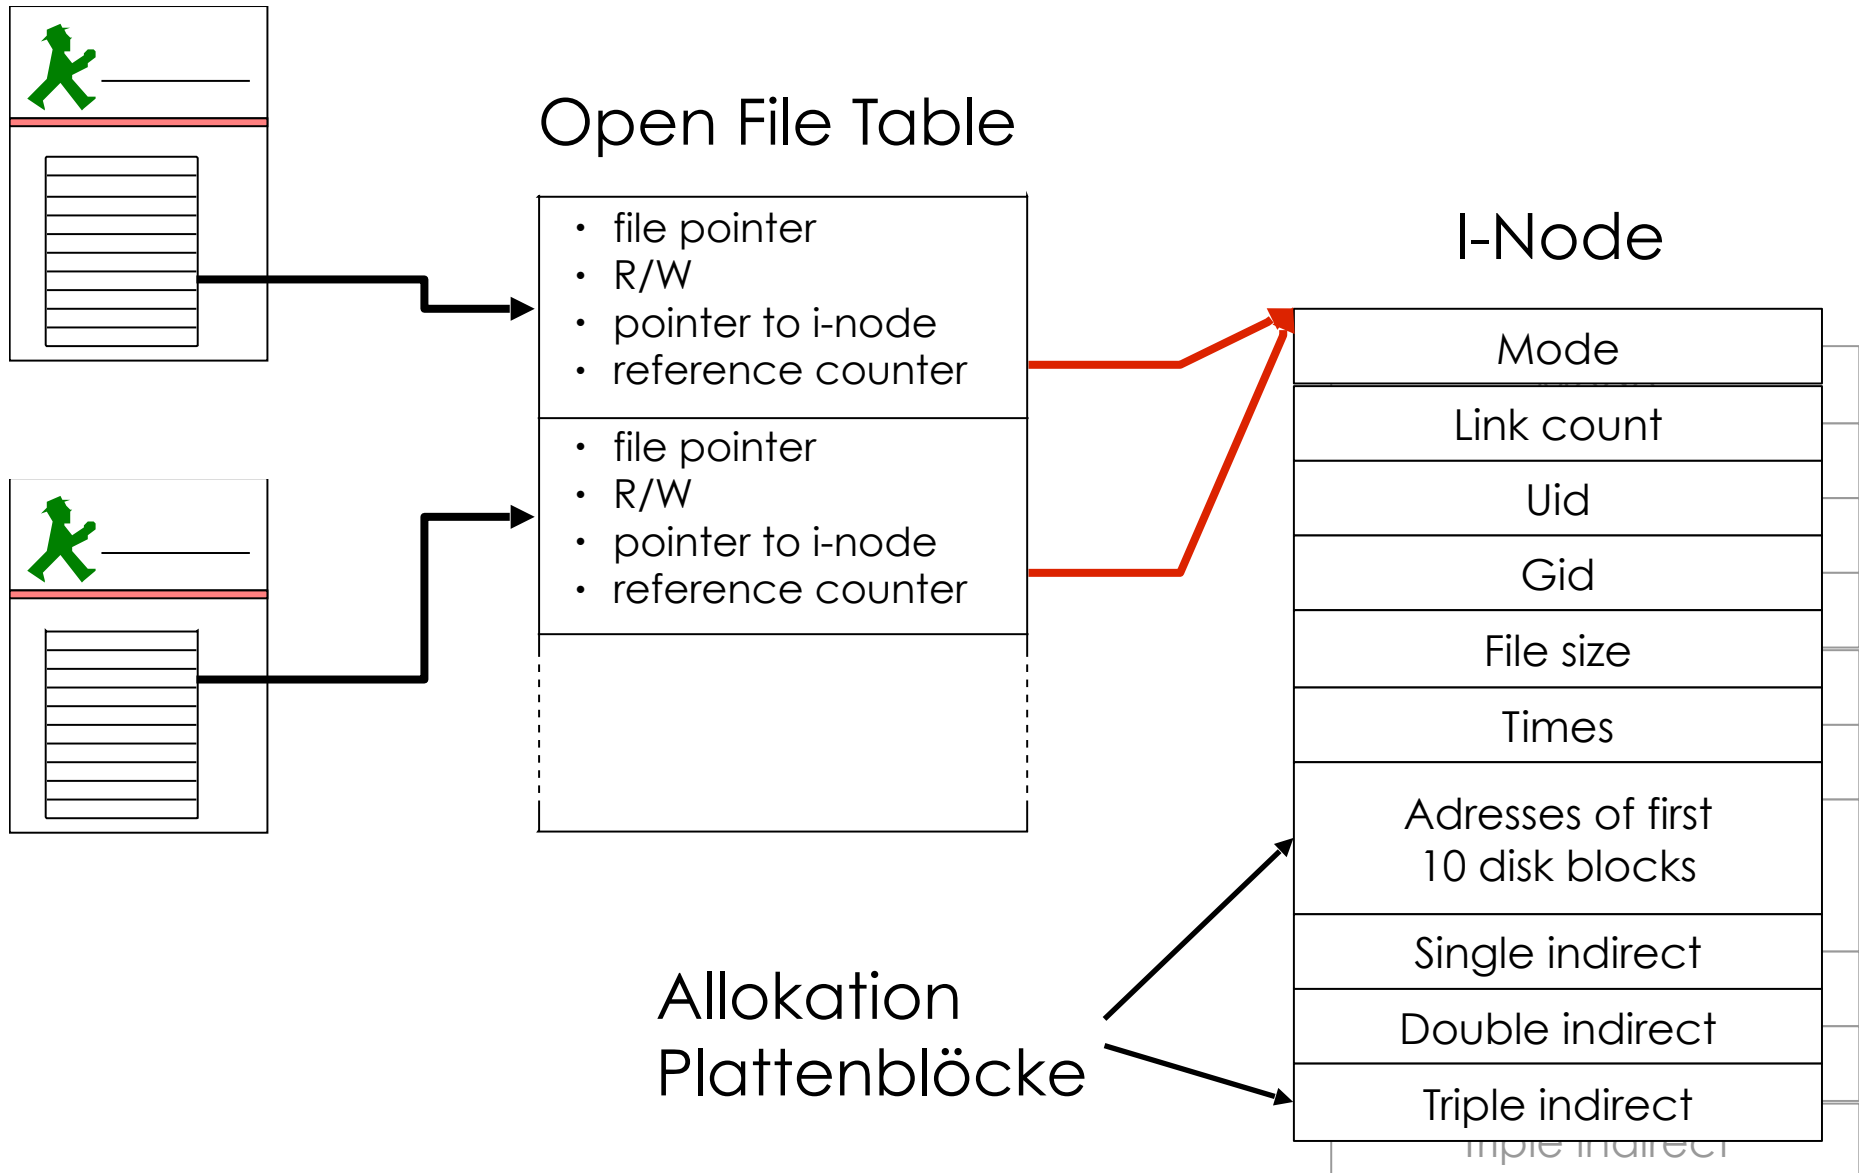 Open File Table
· file pointer
· R/W
· pointer to i-node
· reference counter
· file pointer
· R/W
· pointer to i-node
· reference counter
I-Node
Mode
Link count
Uid
Gid
File size
Times
Adresses of first
10 disk blocks
Single indirect
Double indirect
Triple indirect
Triple indirect
Allokation
Plattenblöcke